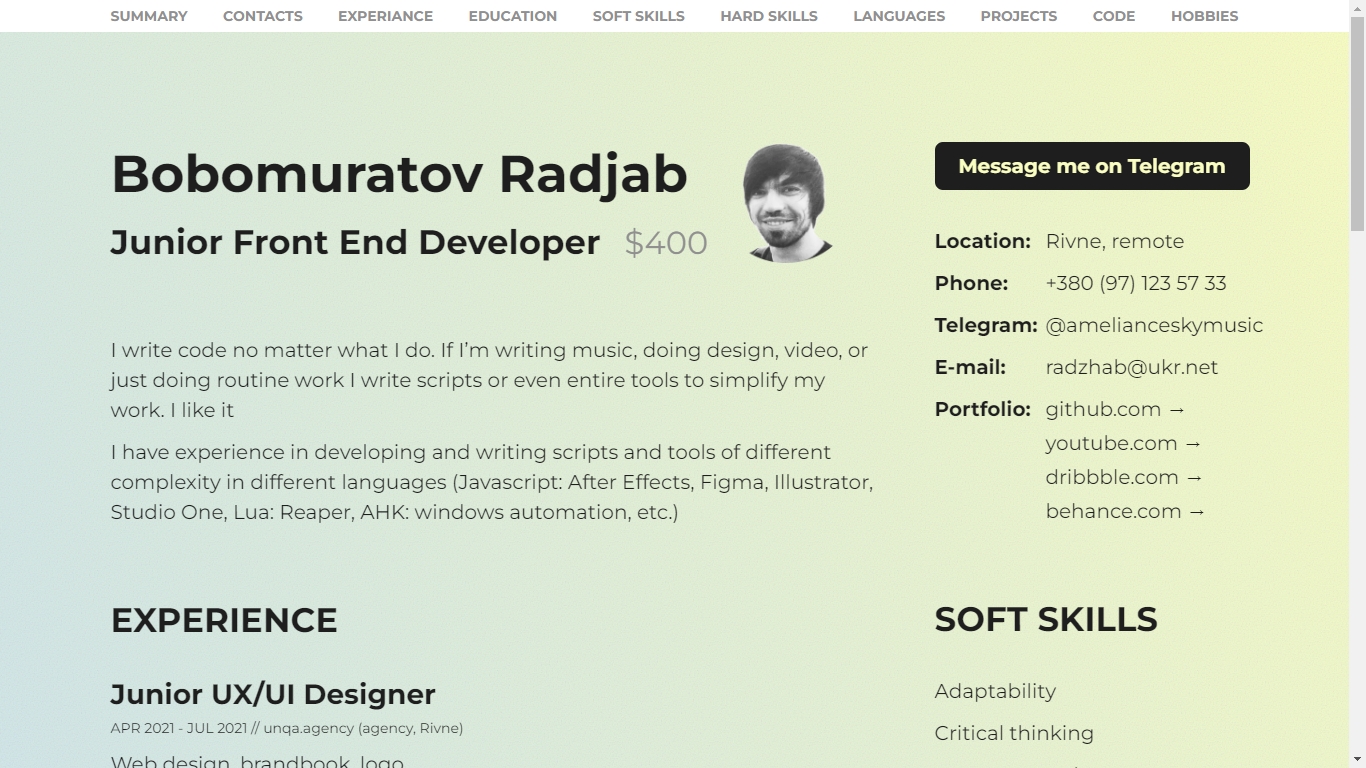 SUMMARY CONTACTS EXPERIANCE EDUCATION SOFT SKILLS HARD SKILLS LANGUAGES PROJECTS CODE HOBBIES
Bobomuratov Radjab
Junior Front End Developer $400
I write code no matter what I do. If I’m writing music, doing design, video, or
just doing routine work I write scripts or even entire tools to simplify my
work. I like it
I have experience in developing and writing scripts and tools of different
complexity in different languages (Javascript: After Effects, Figma, Illustrator,
Studio One, Lua: Reaper, AHK: windows automation, etc.)
Message me on Telegram
Location: Rivne, remote
Phone: +380 (97) 123 57 33
Telegram: @amelianceskymusic
E-mail: radzhab@ukr.net
Portfolio: github.com →
youtube.com →
dribbble.com →
behance.com →
EXPERIENCE
Junior UX/UI Designer
APR 2021 - JUL 2021 // unqa.agency (agency, Rivne)
Web design, brandbook, logo
SOFT SKILLS
Adaptability
Critical thinking